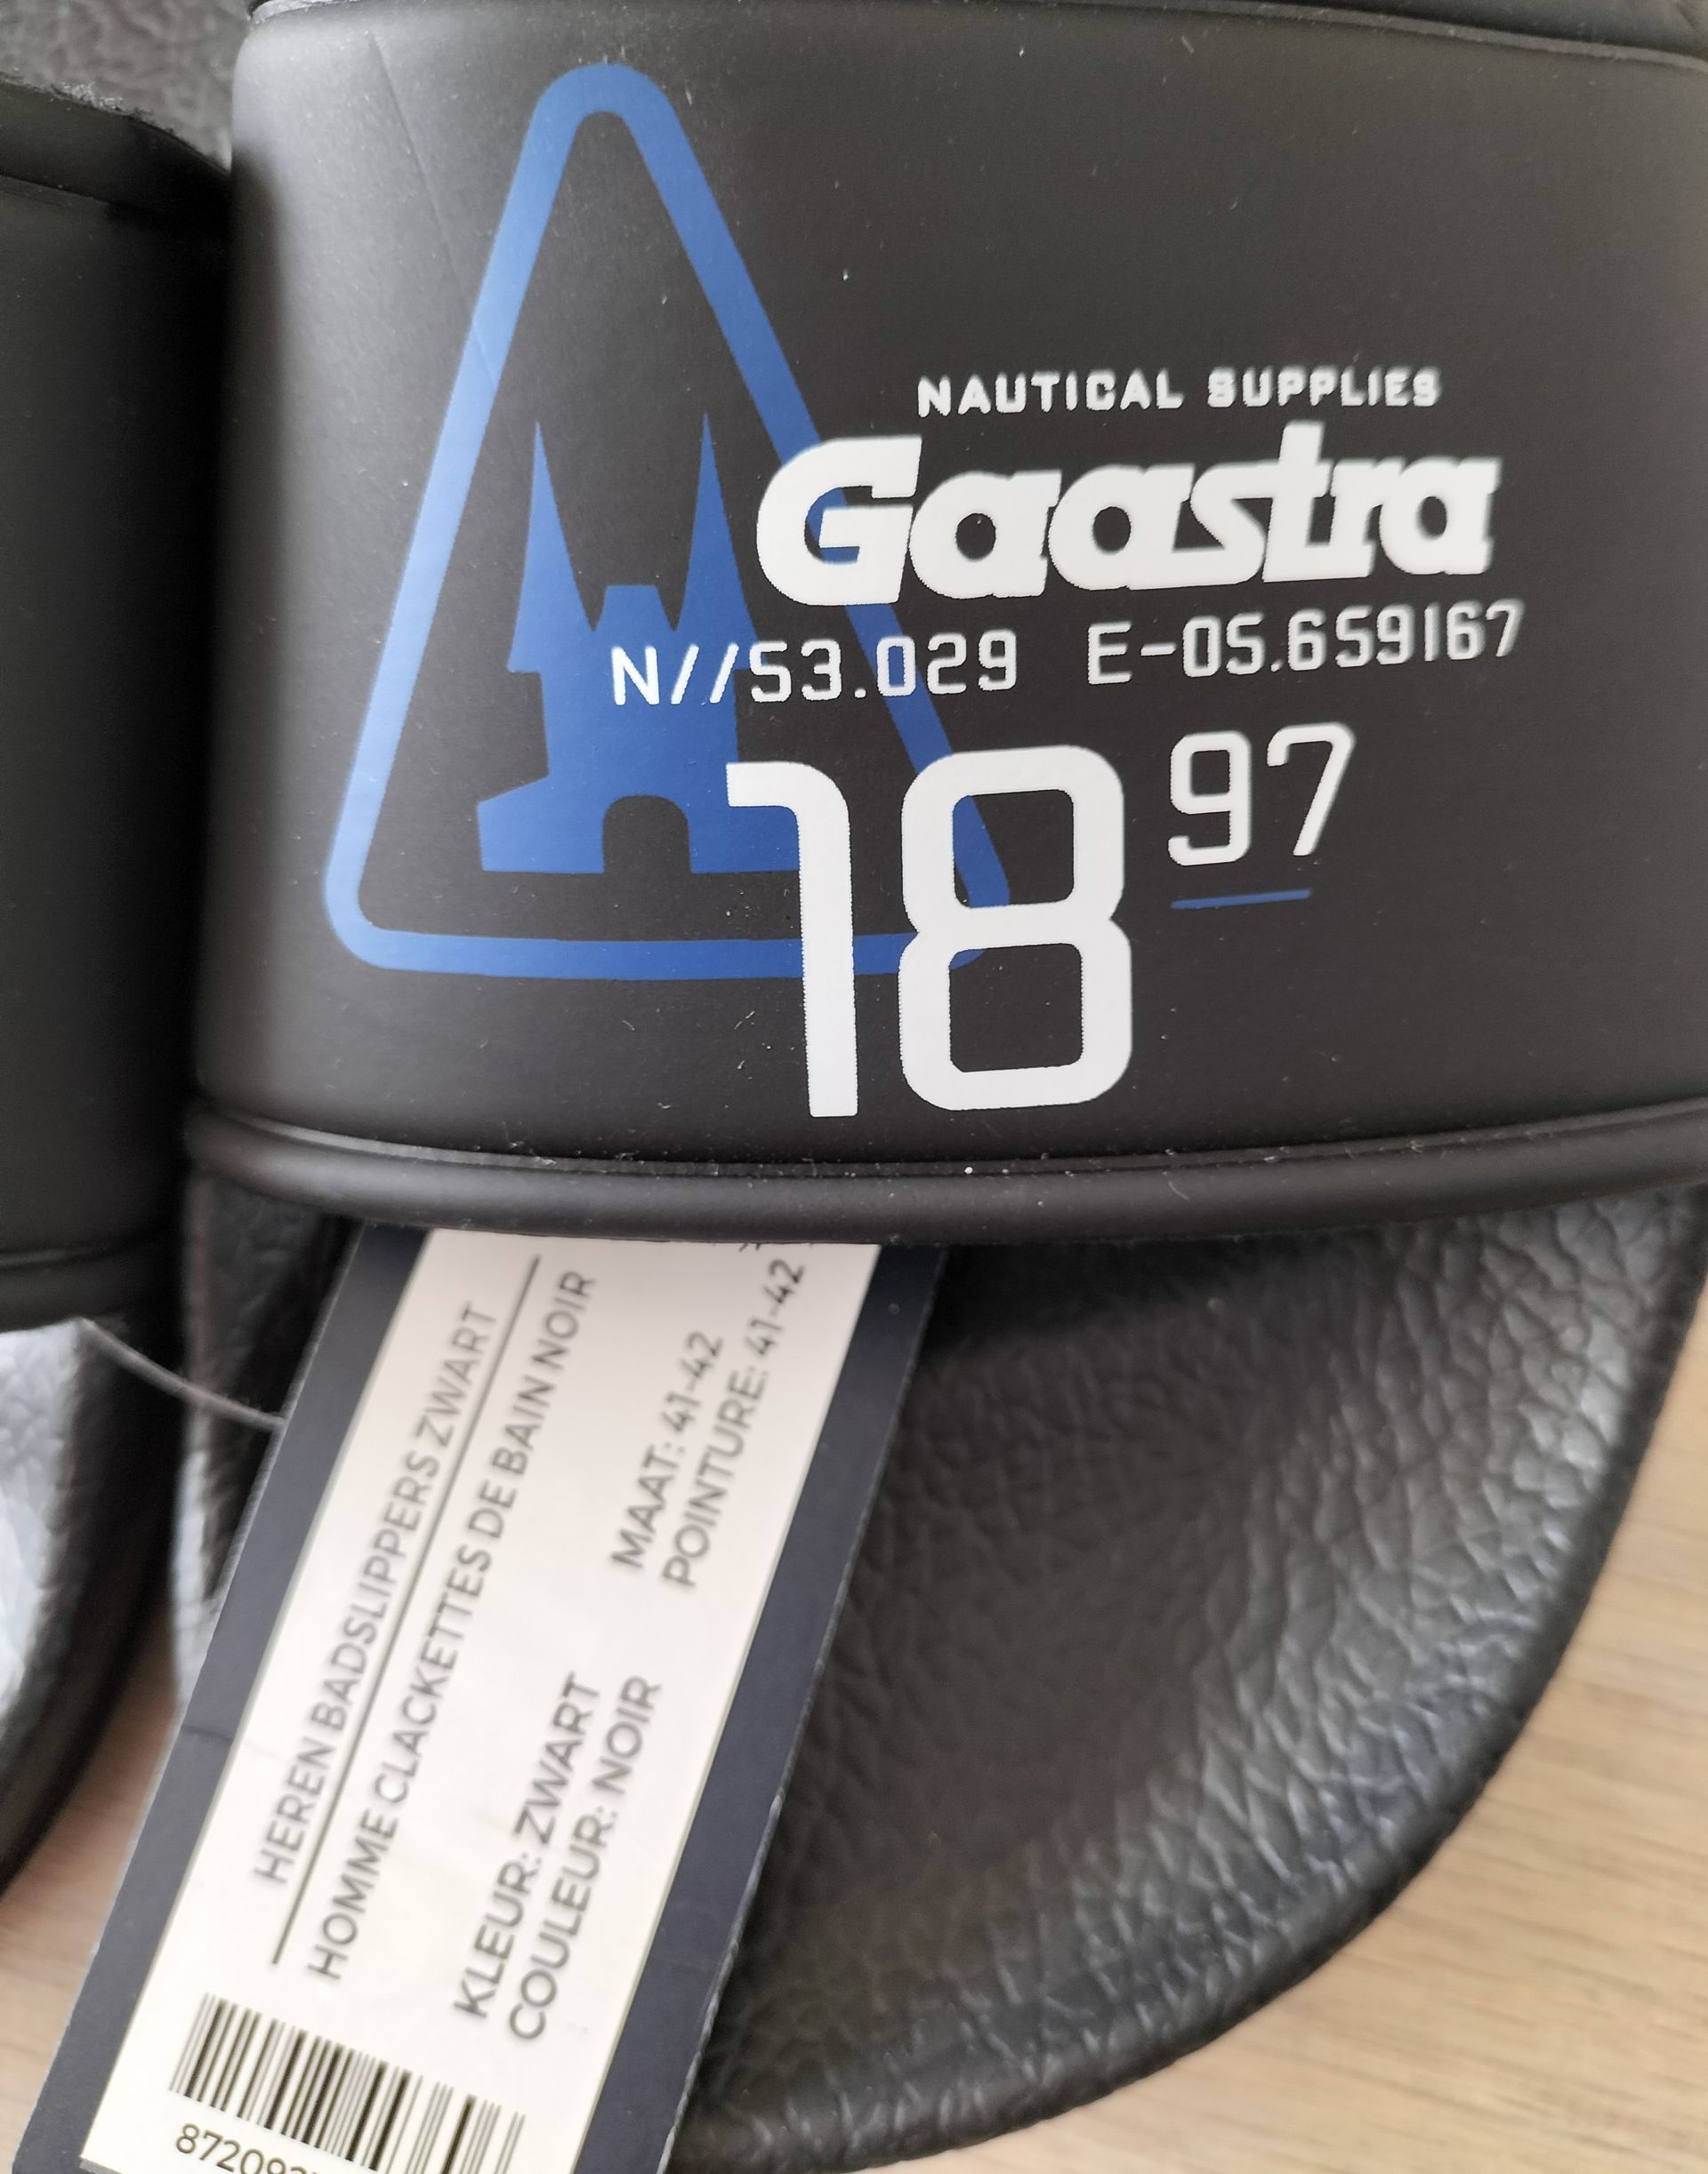 NAUTICAL SUPPLIES
Gaastra
N//53.029 E-05.659167
18 97
HEREN BADSLIPPERS ZWART
HOMME CLACKETTES DE BAIN NOIR
MAAT: 41-42
POINTURE: 41-42
KLEUR: ZWART
COULEUR: NOIR